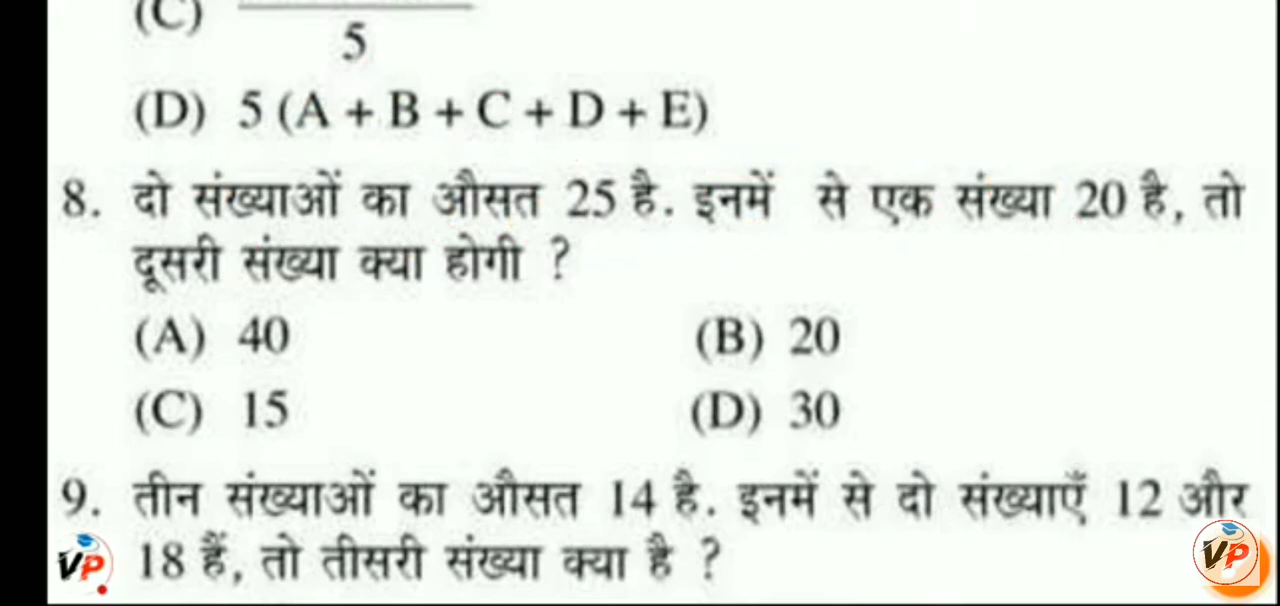 (C)
5
(D) 5 (A + B + C + D + E)
8. दो संख्याओं का औसत 25 है. इनमें से एक संख्या 20 है, तो
दूसरी संख्या क्या होगी ?
(A) 40 (B) 20
(C) 15 (D) 30
9. तीन संख्याओं का औसत 14 है. इनमें से दो संख्याएँ 12 और
18 हैं, तो तीसरी संख्या क्या है ?
VP
VP